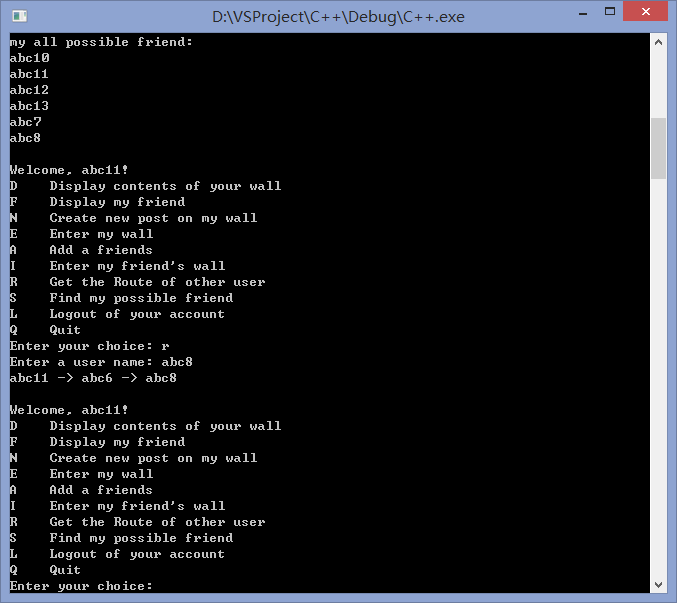 D:\VSProject\C++\Debug\C++.exe
my all possible friend:
abc10
abc11
abc12
abc13
abc7
abc8
Welcome, abc11!
D    Display contents of your wall
F    Display my friend
N    Create new post on my wall
E    Enter my wall
A    Add a friends
I    Enter my friend's wall
R    Get the Route of other user
S    Find my possible friend
L    Logout of your account
Q    Quit
Enter your choice: r
Enter a user name: abc8
abc11 -> abc6 -> abc8
Welcome, abc11!
D    Display contents of your wall
F    Display my friend
N    Create new post on my wall
E    Enter my wall
A    Add a friends
I    Enter my friend's wall
R    Get the Route of other user
S    Find my possible friend
L    Logout of your account
Q    Quit
Enter your choice: